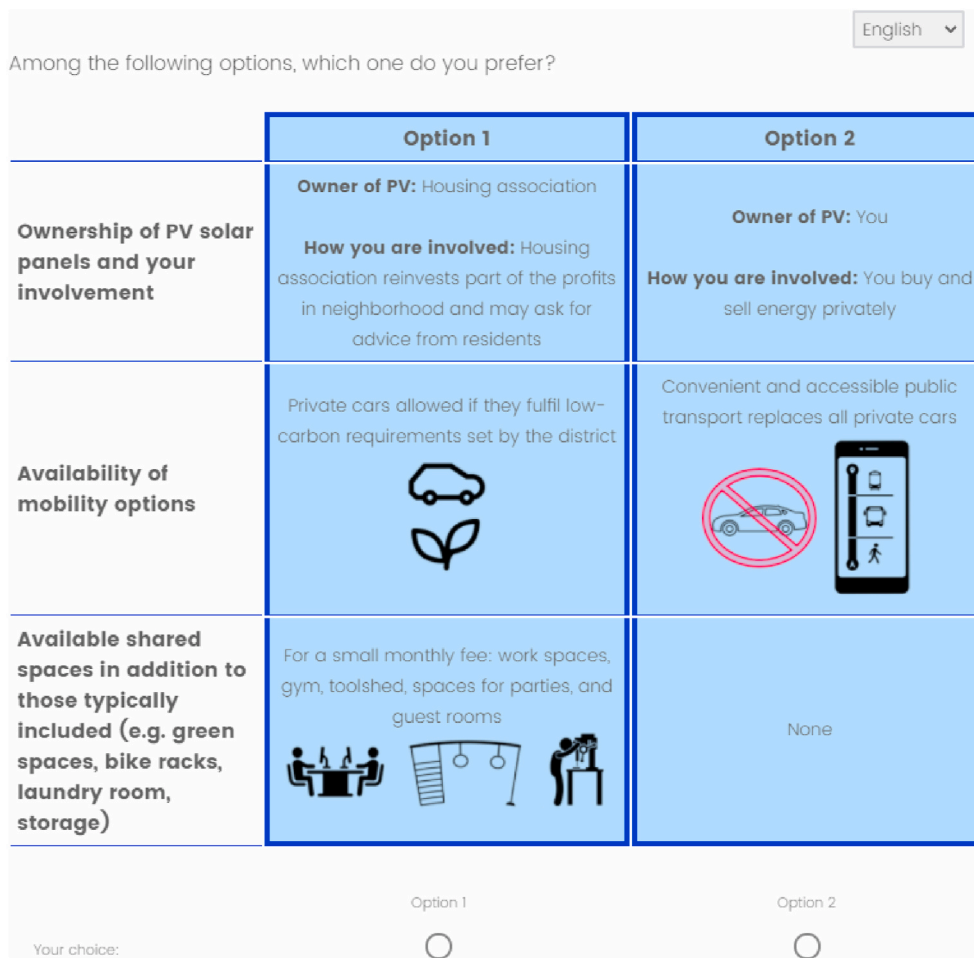 English
Among the following options, which one do you prefer?
Option 1
Option 2
Ownership of PV solar
panels and your
involvement
Owner of PV: Housing association
How you are involved: Housing
association reinvests part of the profits
in neighborhood and may ask for
advice from residents
Owner of PV: You
How you are involved: You buy and
sell energy privately
Availability of
mobility options
Private cars allowed if they fulfil low-
carbon requirements set by the district
Convenient and accessible public
transport replaces all private cars
Available shared
spaces in addition to
those typically
included (e.g. green
spaces, bike racks,
laundry room,
storage)
For a small monthly fee: work spaces,
gym, toolshed, spaces for parties, and
guest rooms
None
Option 1
Option 2
Your choice: